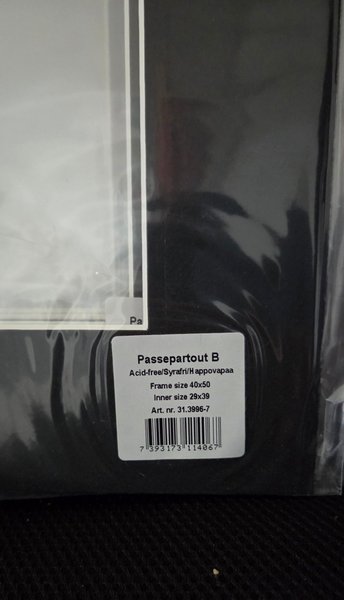 Pa
Passepartout B
Acid-free/Syrafri/Happovapaa
Frame size 40x50
Inner size 29x39
Art. nr. 31.3996-7
7 393173 114067